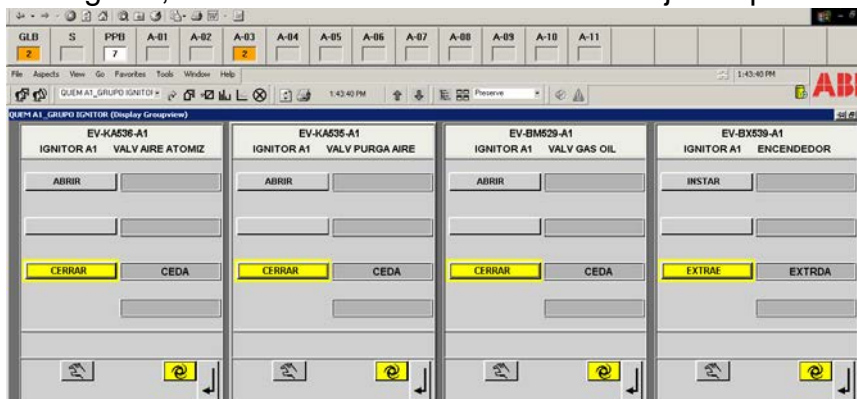 GLB S PPB A-01 A-02 A-03 A-04 A-05 A-06 A-07 A-08 A-09 A-10 A-11
2 7 2
File Aspects View Go Favorites Tools Window Help 1:43:40 PM
QUEM A1_GRUPO IGNITOI 1:43:40 PM Preserve ABB
QUEM A1_GRUPO IGNITOR (Display Groupview)
EV-KA536-A1 EV-KA535-A1 EV-BM529-A1 EV-BX539-A1
IGNITOR A1 VALV AIRE ATOMIZ IGNITOR A1 VALV PURGA AIRE IGNITOR A1 VALV GAS OIL IGNITOR A1 ENCENDEDOR
ABRIR ABRIR ABRIR INSTAR
CERRAR CEDA CERRAR CEDA CERRAR CEDA EXTRAE EXTRDA